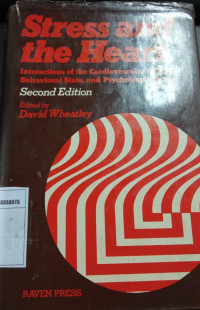 Stress and
the Heart
Interactions of the Cardiovascular
Behavioral State, and
Second Edition
Edited by
David Wheatley
SURABAYA
RAVEN PRESS